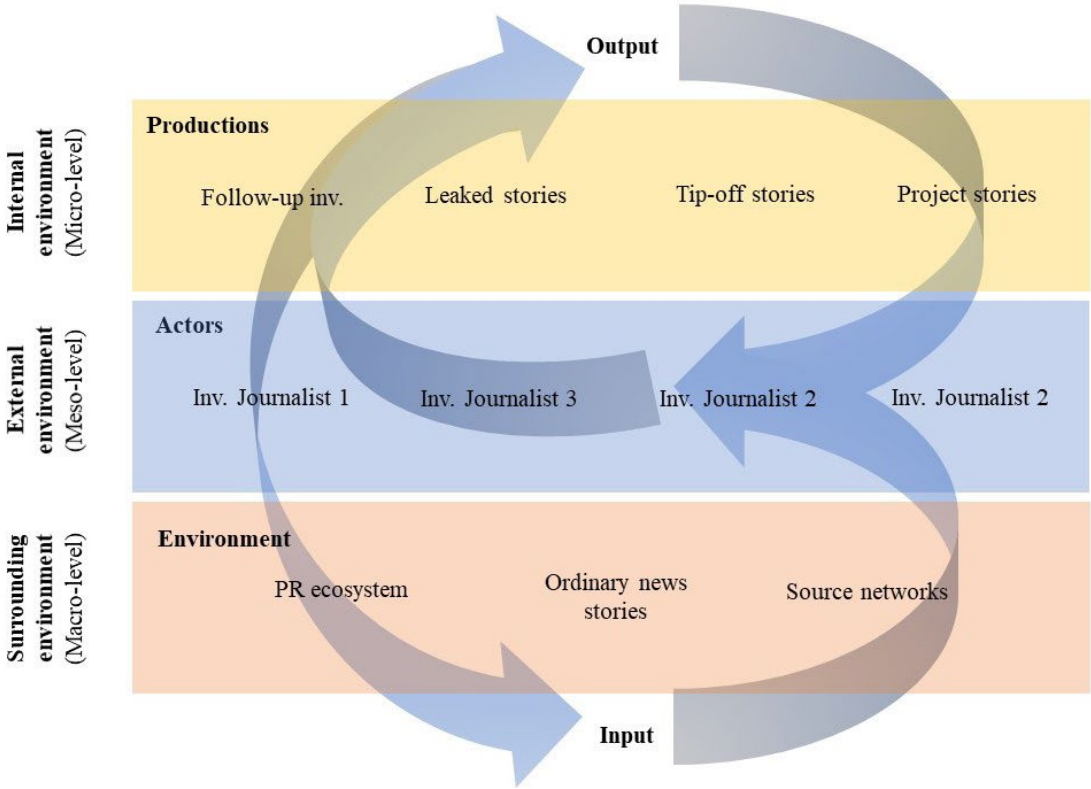 Output
Internal
environment
(Micro-level)
Productions
Follow-up inv.
Leaked stories
Tip-off stories
Project stories
External
environment
(Meso-level)
Actors
Inv. Journalist 1
Inv. Journalist 3
Inv. Journalist 2
Inv. Journalist 2
Surrounding
environment
(Macro-level)
Environment
PR ecosystem
Ordinary news
stories
Source networks
Input